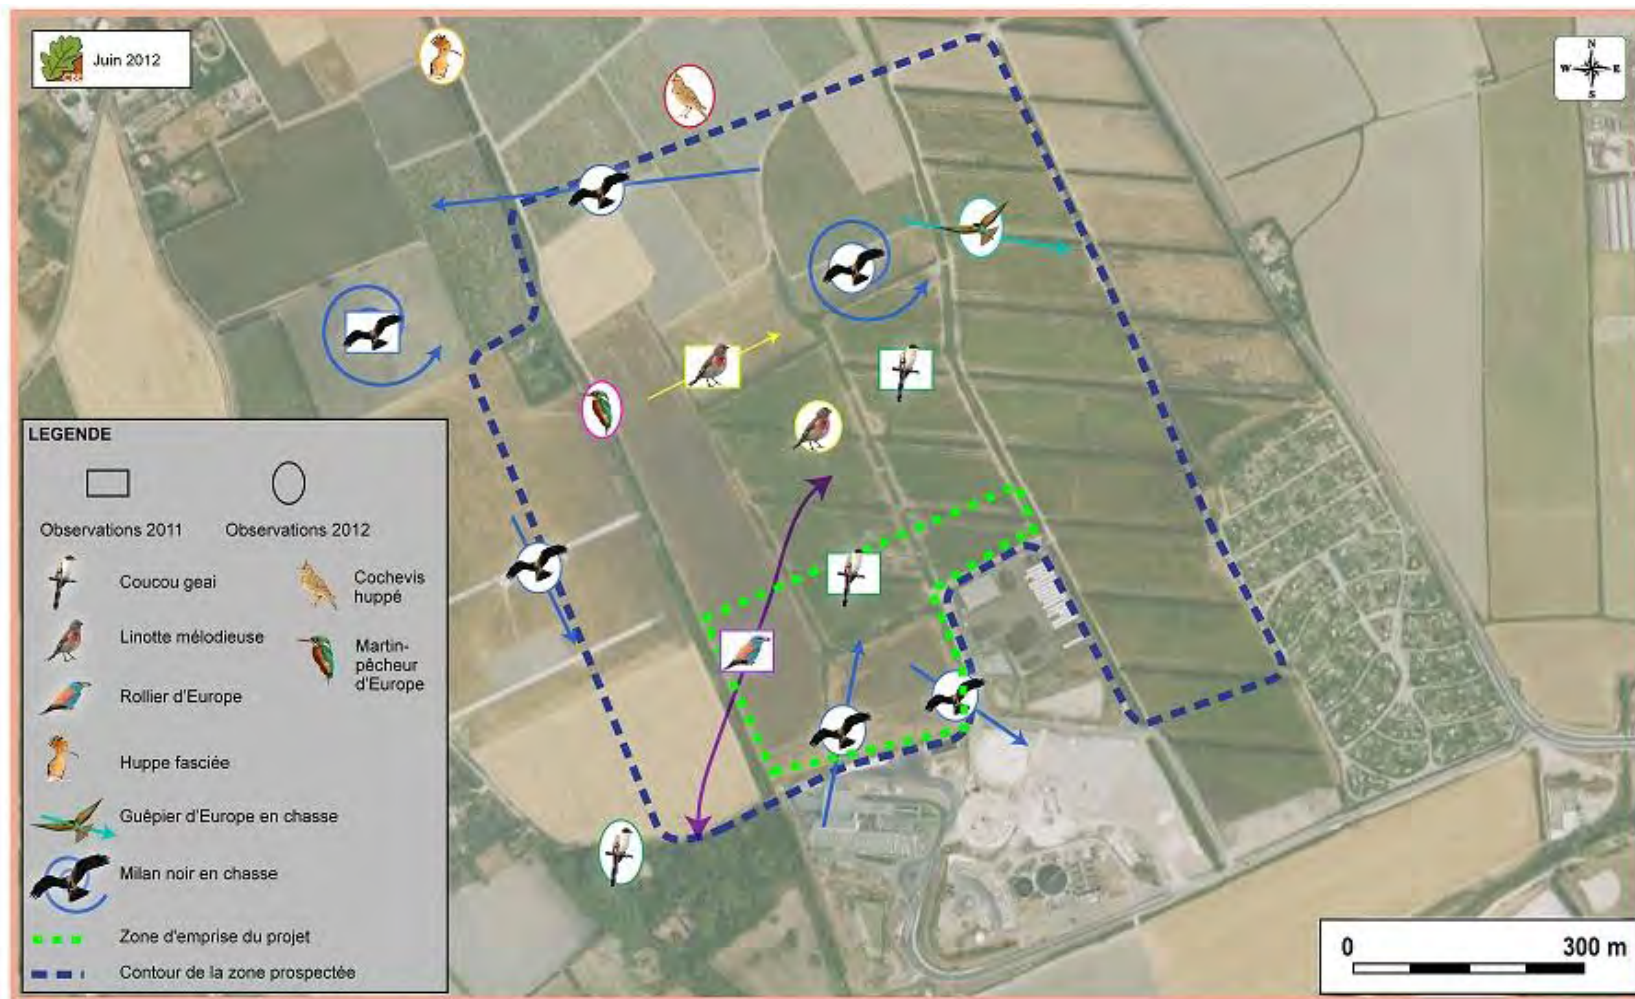 CBE
Juin 2012
N
W E
S
LEGENDE
Observations 2011
Observations 2012
Coucou geai
Cochevis
huppé
Linotte mélodieuse
Martin-
pêcheur
d'Europe
Rollier d'Europe
Huppe fasciée
Guêpier d'Europe en chasse
Milan noir en chasse
Zone d'emprise du projet
Contour de la zone prospectée
0 300 m